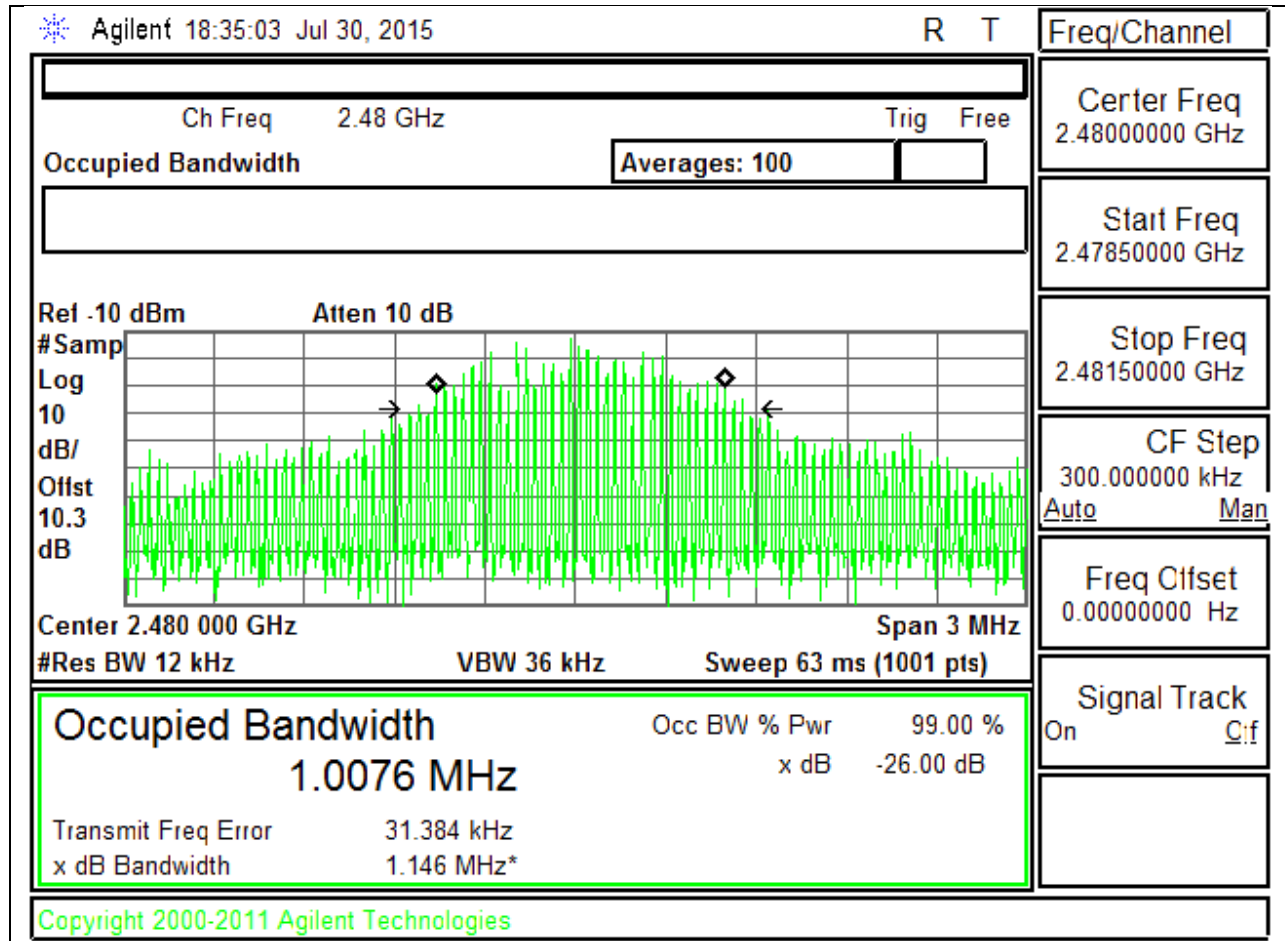 Agilent 18:35:03 Jul 30, 2015 R T
Freq/Channel
Ch Freq 2.48 GHz Trig Free
Occupied Bandwidth Averages: 100
Center Freq
2.48000000 GHz
Start Freq
2.47850000 GHz
Stop Freq
2.48150000 GHz
CF Step
300.000000 kHz
Auto Man
Freq Offset
0.00000000 Hz
Signal Track
On Off
Ref -10 dBm Atten 10 dB
#Samp
Log
10
dB/
Offst
10.3
dB
Center 2.480 000 GHz Span 3 MHz
#Res BW 12 kHz VBW 36 kHz Sweep 63 ms (1001 pts)
Occupied Bandwidth Occ BW % Pwr 99.00 %
1.0076 MHz x dB -26.00 dB
Transmit Freq Error 31.384 kHz
x dB Bandwidth 1.146 MHz*
Copyright 2000-2011 Agilent Technologies